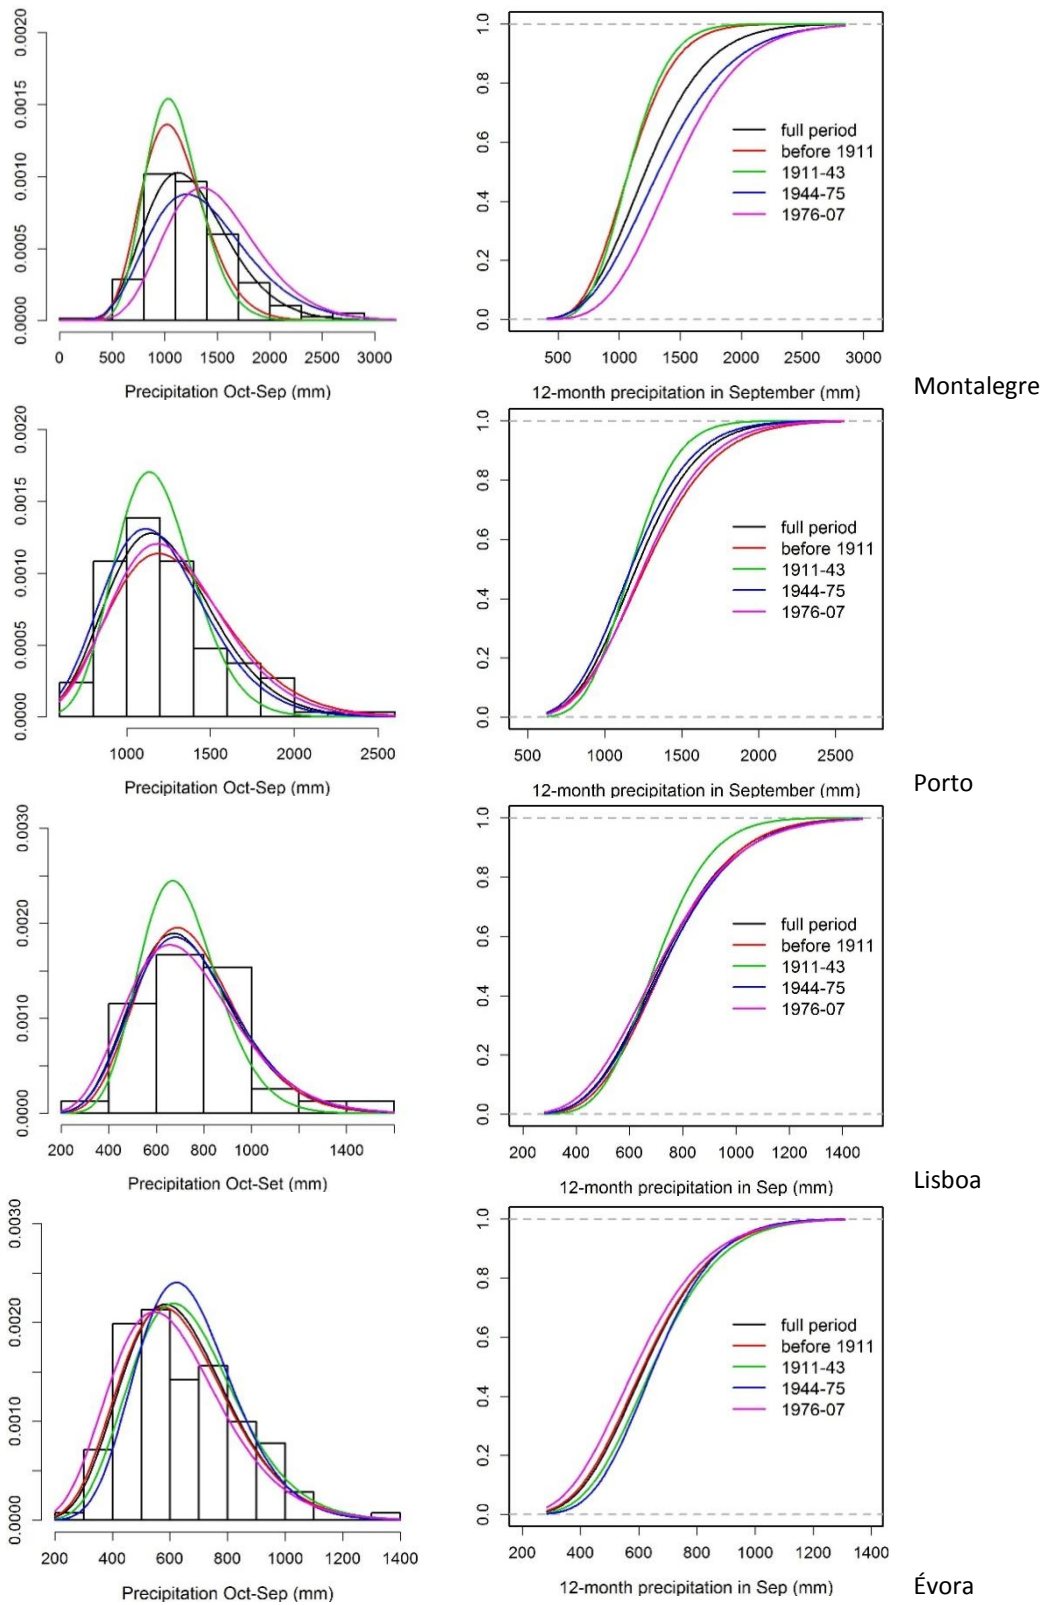 0.0000 0.0005 0.0010 0.0015 0.0020
0 500 1000 1500 2000 2500 3000
Precipitation Oct-Sep (mm)
0.0 0.2 0.4 0.6 0.8 1.0
full period
before 1911
1911-43
1944-75
1976-07
500 1000 1500 2000 2500 3000
12-month precipitation in September (mm)
Montalegre
0.0000 0.0005 0.0010 0.0015 0.0020
1000 1500 2000 2500
Precipitation Oct-Sep (mm)
0.0 0.2 0.4 0.6 0.8 1.0
full period
before 1911
1911-43
1944-75
1976-07
500 1000 1500 2000 2500
12-month precipitation in September (mm)
Porto
0.0000 0.0010 0.0020 0.0030
200 400 600 800 1000 1400
Precipitation Oct-Set (mm)
0.0 0.2 0.4 0.6 0.8 1.0
full period
before 1911
1911-43
1944-75
1976-07
200 400 600 800 1000 1200 1400
12-month precipitation in Sep (mm)
Lisboa
0.0000 0.0010 0.0020 0.0030
200 400 600 800 1000 1200 1400
Precipitation Oct-Sep (mm)
0.0 0.2 0.4 0.6 0.8 1.0
full period
before 1911
1911-43
1944-75
1976-07
200 400 600 800 1000 1200 1400
12-month precipitation in Sep (mm)
Évora